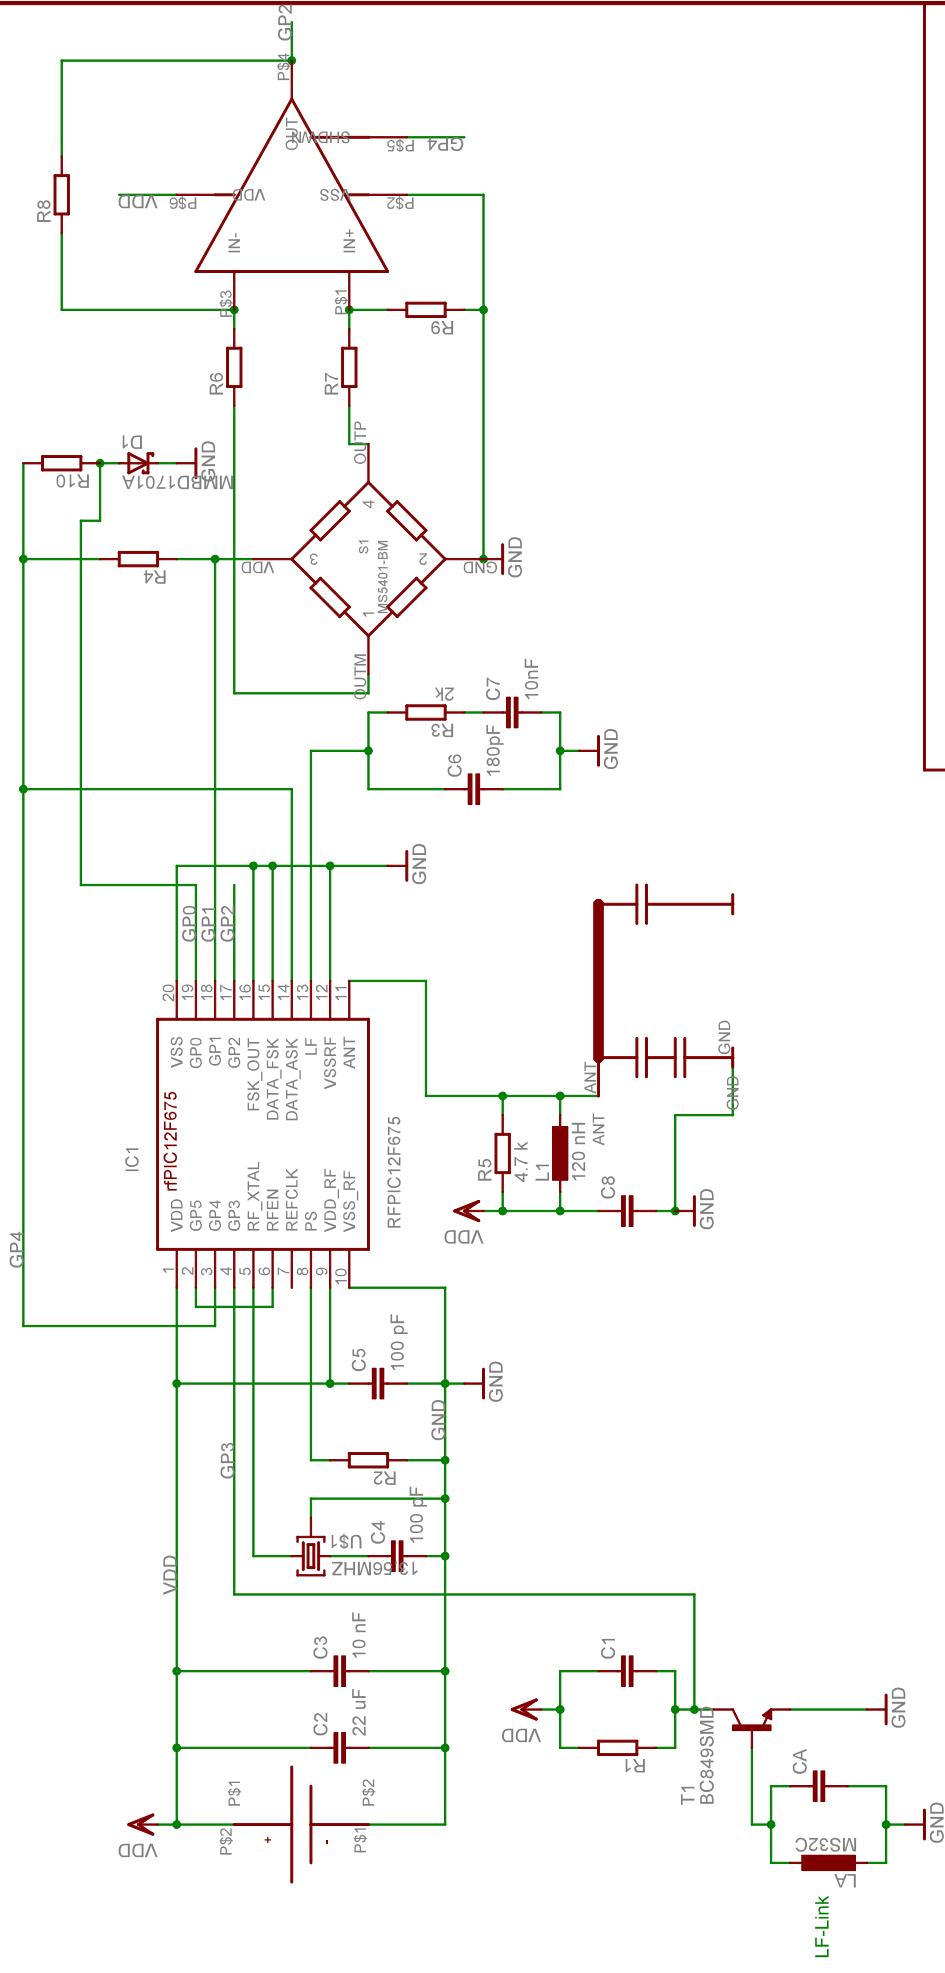 GP2
P$4
OUT
SHDWN
P$5
GP4
R8
VDD
P$6
VDD
VSS
P$2
IN-
IN+
P$3
P$1
R9
R6
R7
D1
R10
MMBD1701A
GND
OUTP
4
S1
MS5401-BM
3
2
1
R4
VDD
GND
GND
OUTM
2k
R3
C7
10nF
C6
180pF
GND
GND
GP0
GP1
GP2
20
19
18
17
16
15
14
13
12
11
VSS
GP0
GP1
GP2
FSK_OUT
DATA_FSK
DATA_ASK
LF
VSSRF
ANT
IC1
rfPIC12F675
RFPIC12F675
VDD
GP5
GP4
GP3
RF_XTAL
RFEN
REFCLK
PS
VDD_RF
VSS_RF
1
2
3
4
5
6
7
8
9
10
GP4
ANT
ANT
GND
GND
R5
4.7 k
L1
120 nH
C8
VDD
GND
C5
100 pF
GND
GND
GP3
R2
U$1
13.56MHZ
C4
100 pF
VDD
C3
10 nF
C2
22 uF
VDD
P$1
P$2
+
-
P$2
P$1
C1
VDD
R1
T1
BC849SMD
GND
CA
MS32C
LA
GND
LF-Link